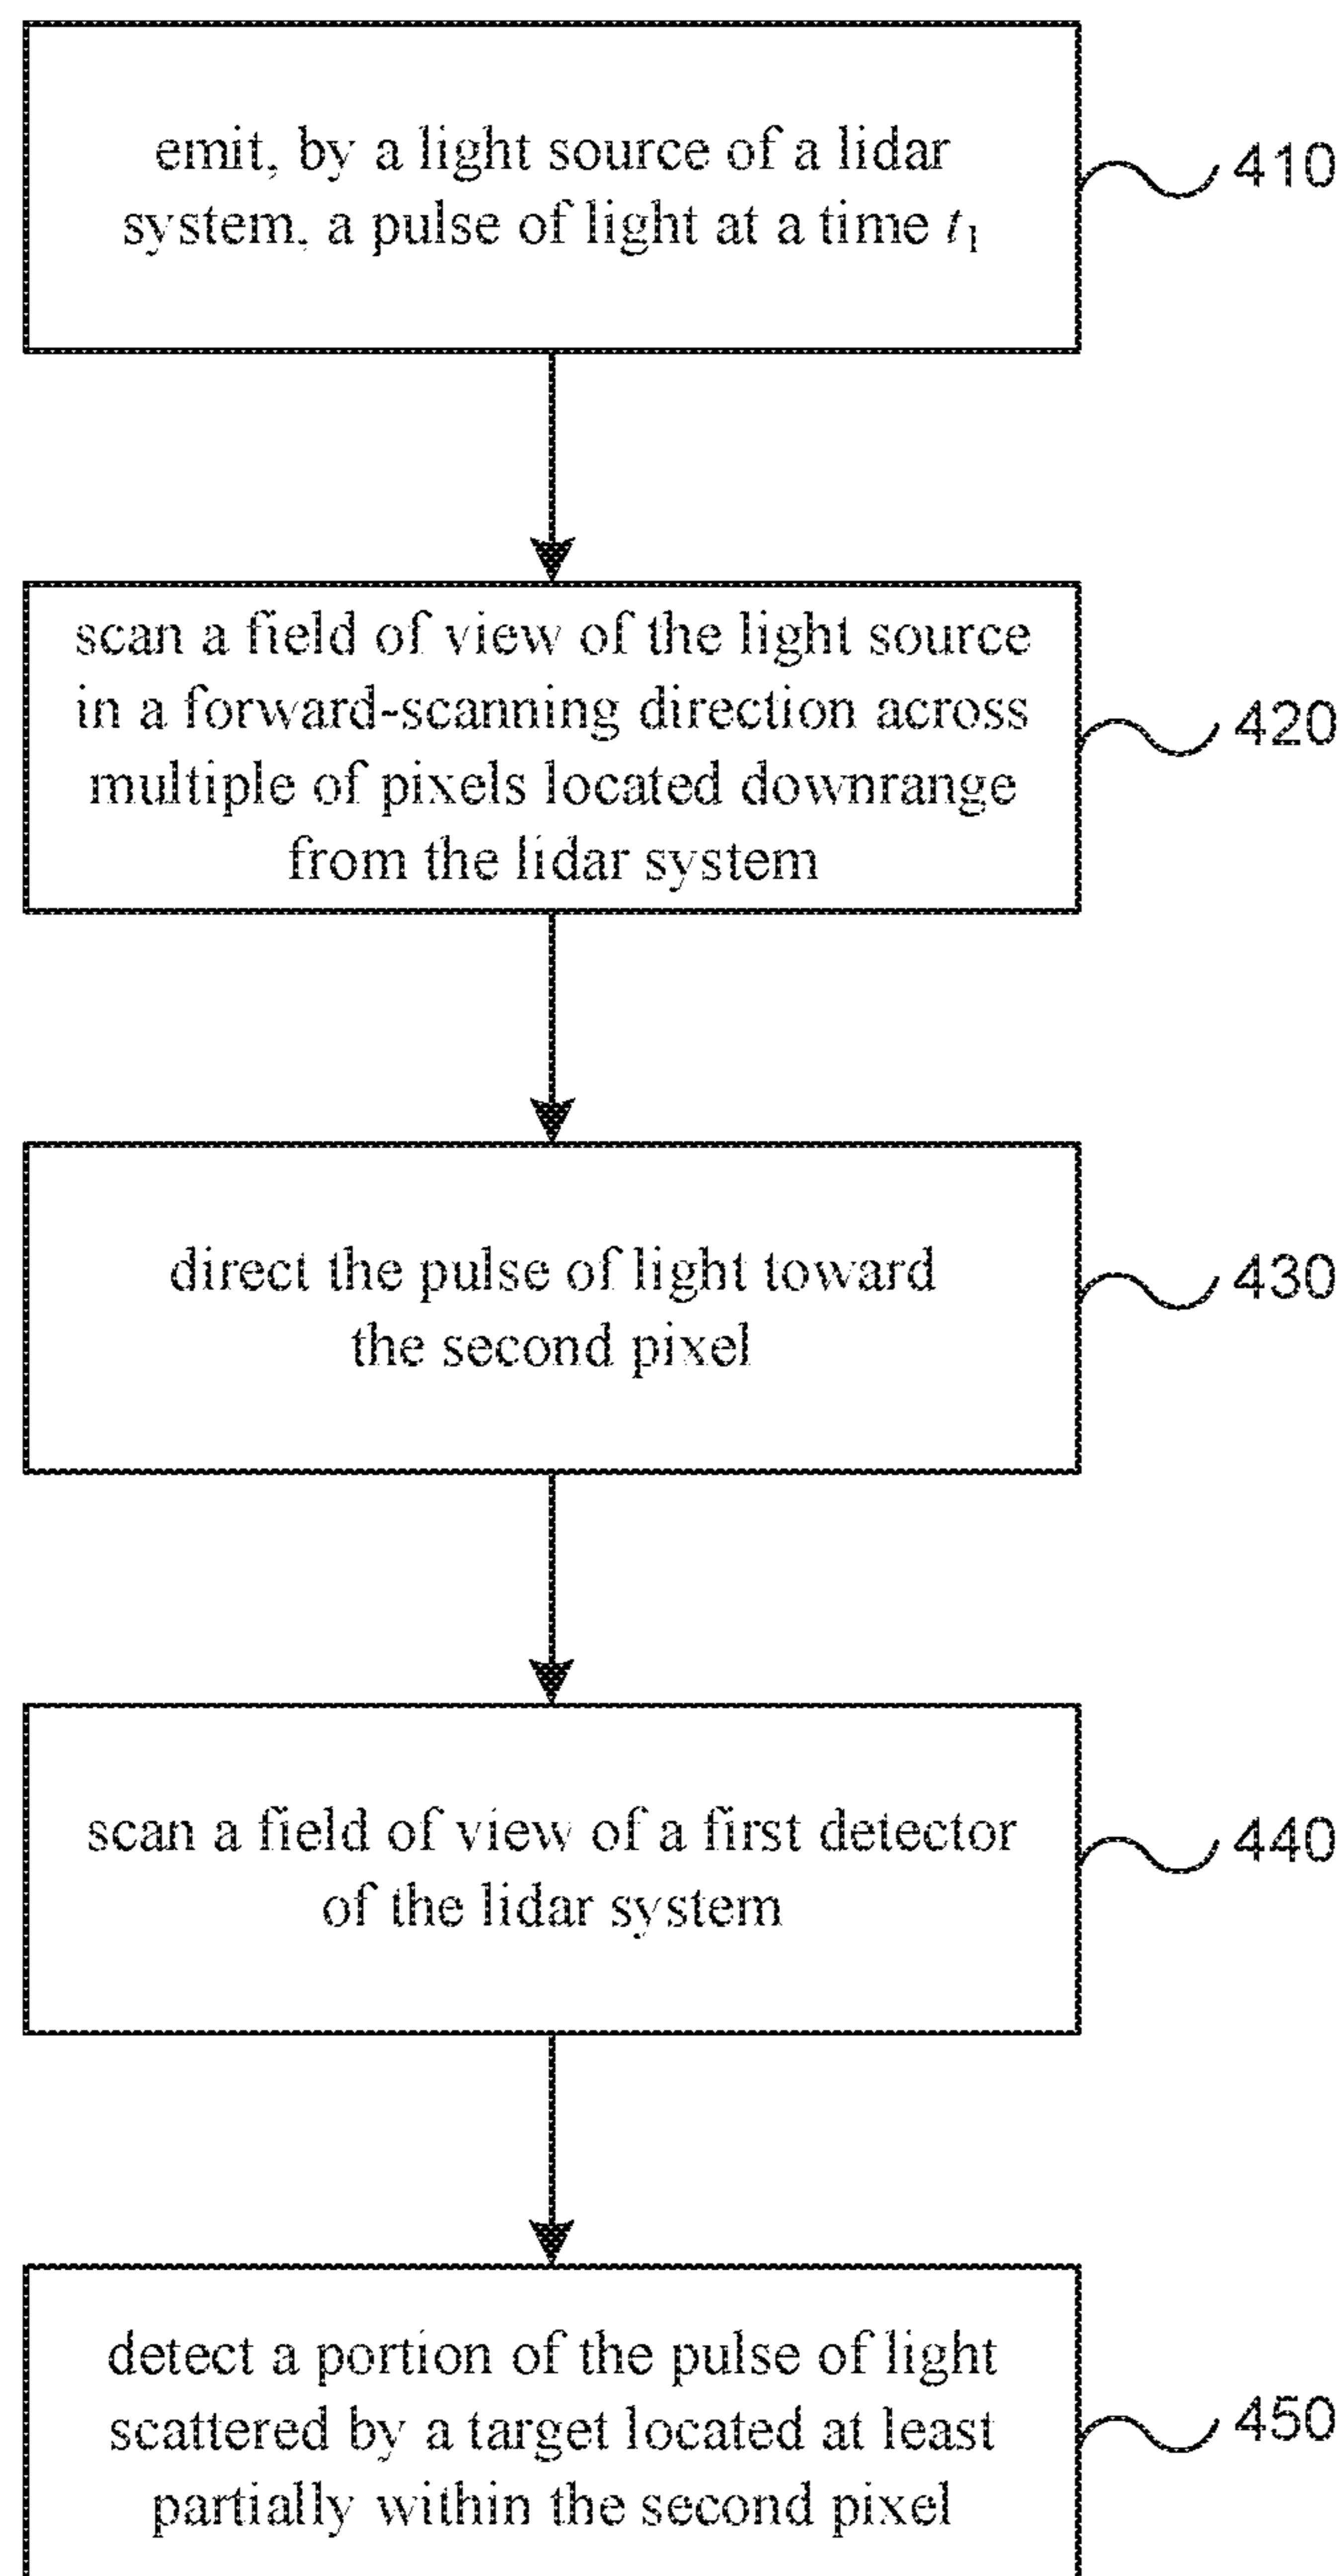 emit, by a light source of a lidar
system, a pulse of light at a time t₁
410
scan a field of view of the light source
in a forward-scanning direction across
multiple of pixels located downrange
from the lidar system
420
direct the pulse of light toward
the second pixel
430
scan a field of view of a first detector
of the lidar system
440
detect a portion of the pulse of light
scattered by a target located at least
partially within the second pixel
450